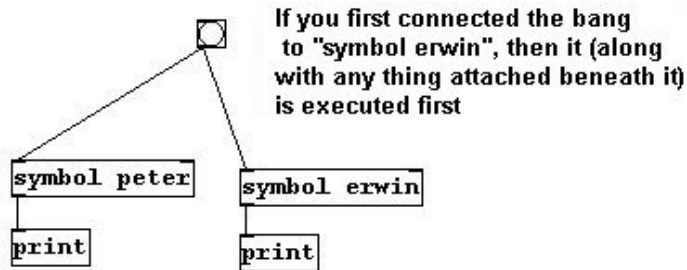 If you first connected the bang
to "symbol erwin", then it (along
with any thing attached beneath it)
is executed first
symbol peter
symbol erwin
print
print